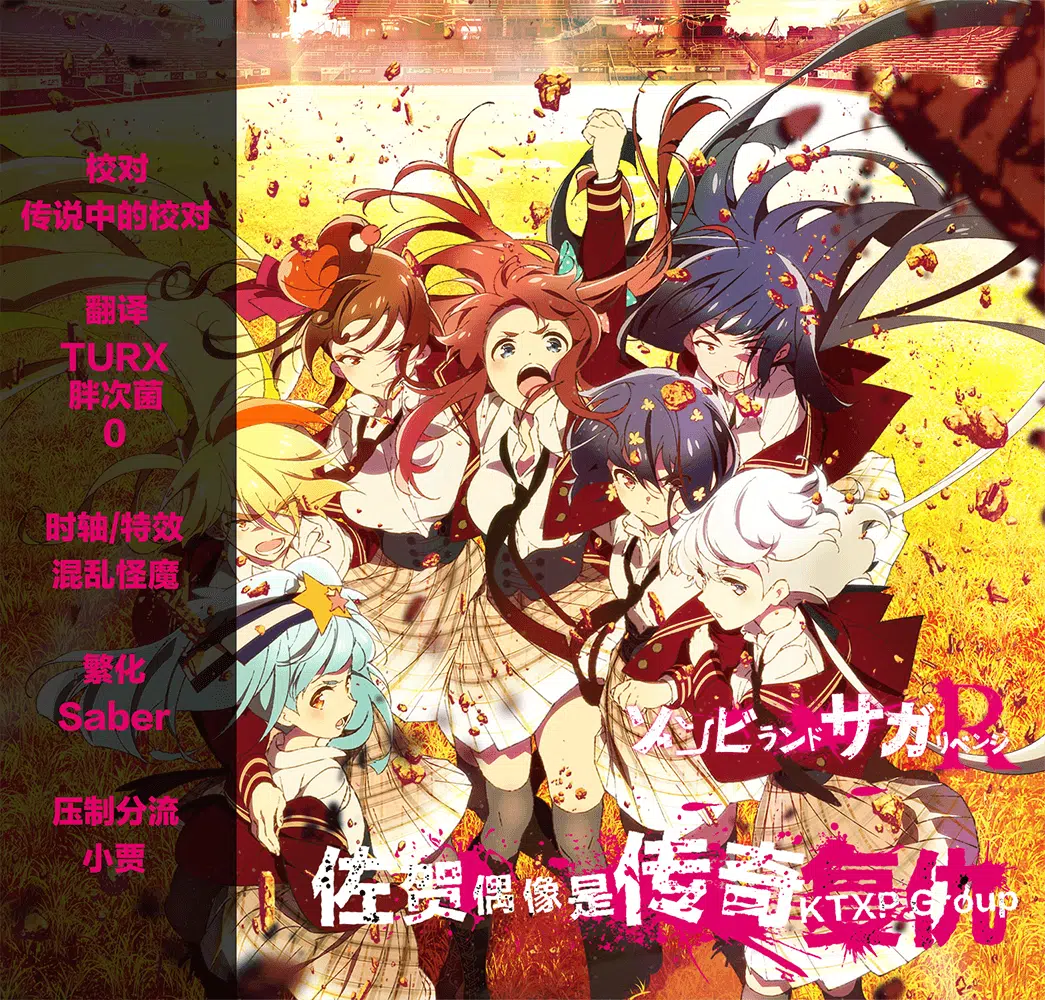 校对
传说中的校对
翻译
TURX
胖次菌
0
时轴/特效
混乱怪魔
繁化
Saber
压制分流
小贾
ゾンビランドサガリベンジ
R
佐贺偶像是传奇复仇
KTXP.Group